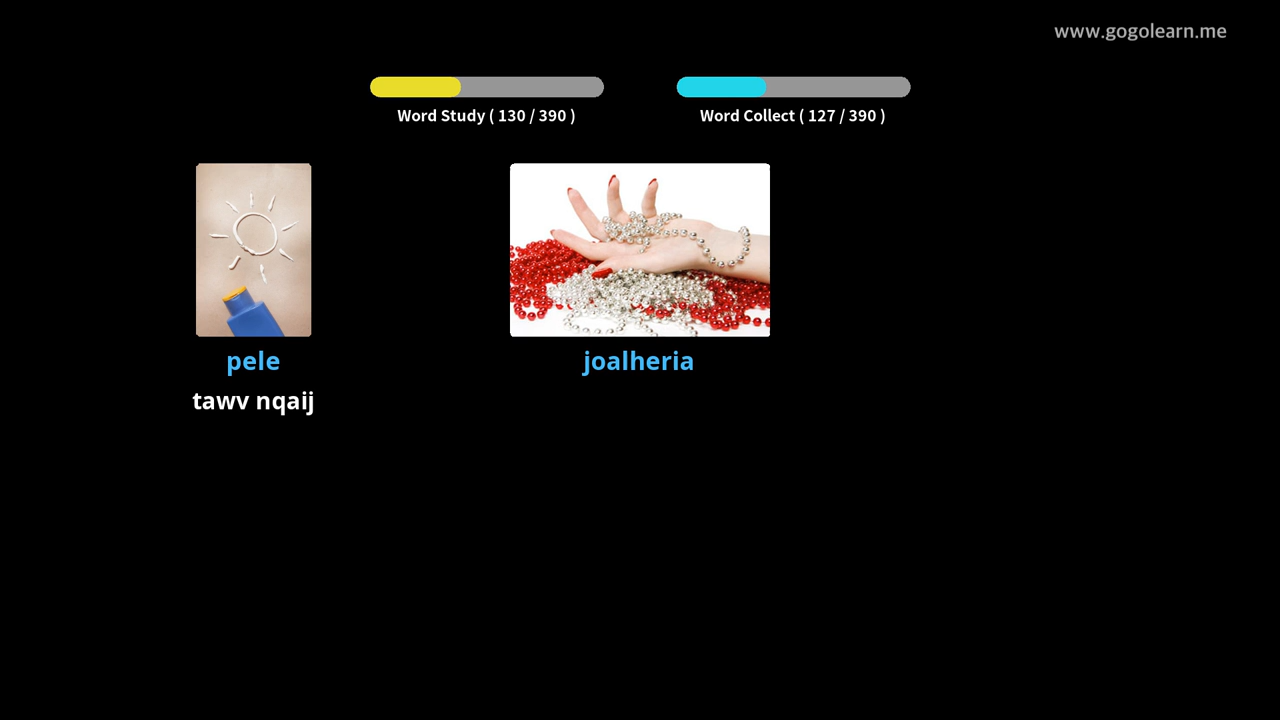 www.gogolearn.me
Word Study ( 130 / 390 )
Word Collect ( 127 / 390 )
pele
joalheria
tawv nqaij